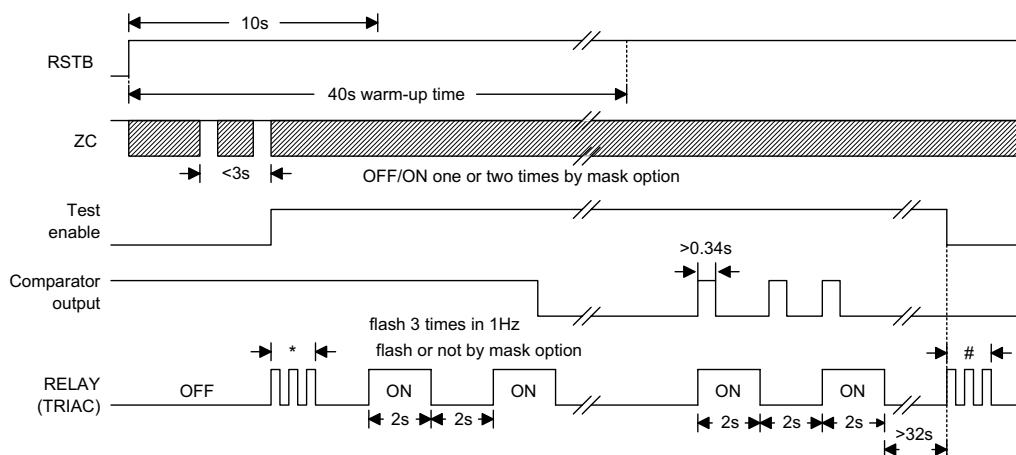 10s
RSTB
40s warm-up time
ZC
<3s
OFF/ON one or two times by mask option
Test
enable
>0.34s
Comparator
output
flash 3 times in 1Hz
* flash or not by mask option #
RELAY
(TRIAC)
OFF ON ON ON ON
2s 2s 2s 2s 2s
>32s